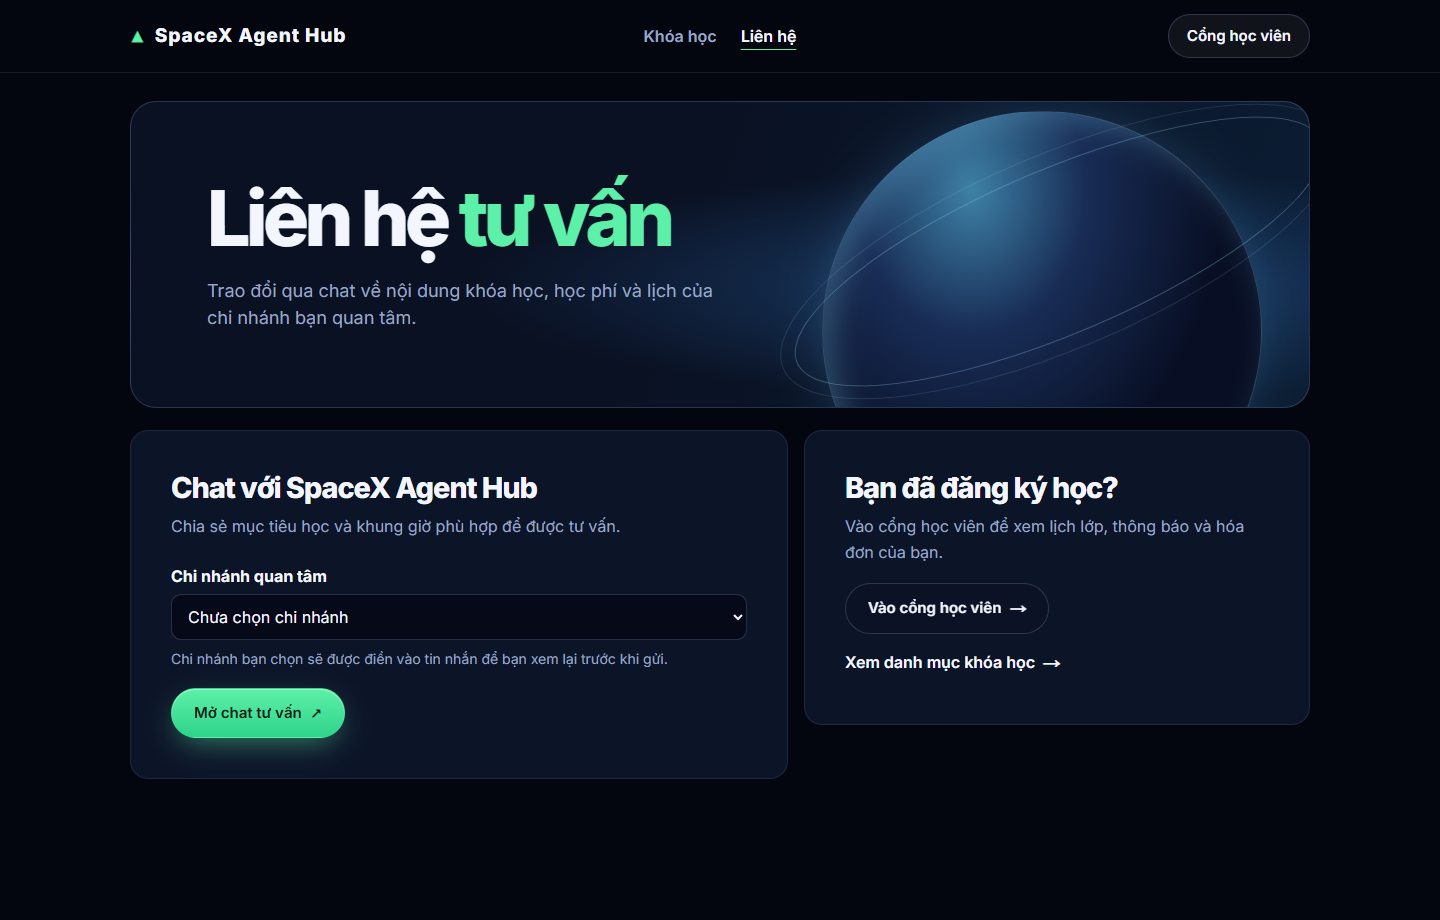 SpaceX Agent Hub
Khóa học
Liên hệ
Cổng học viên
Liên hệ tư vấn
Trao đổi qua chat về nội dung khóa học, học phí và lịch của
chi nhánh bạn quan tâm.
Chat với SpaceX Agent Hub
Chia sẻ mục tiêu học và khung giờ phù hợp để được tư vấn.
Chi nhánh quan tâm
Chưa chọn chi nhánh
Chi nhánh bạn chọn sẽ được điền vào tin nhắn để bạn xem lại trước khi gửi.
Mở chat tư vấn ↗
Bạn đã đăng ký học?
Vào cổng học viên để xem lịch lớp, thông báo và hóa
đơn của bạn.
Vào cổng học viên →
Xem danh mục khóa học →